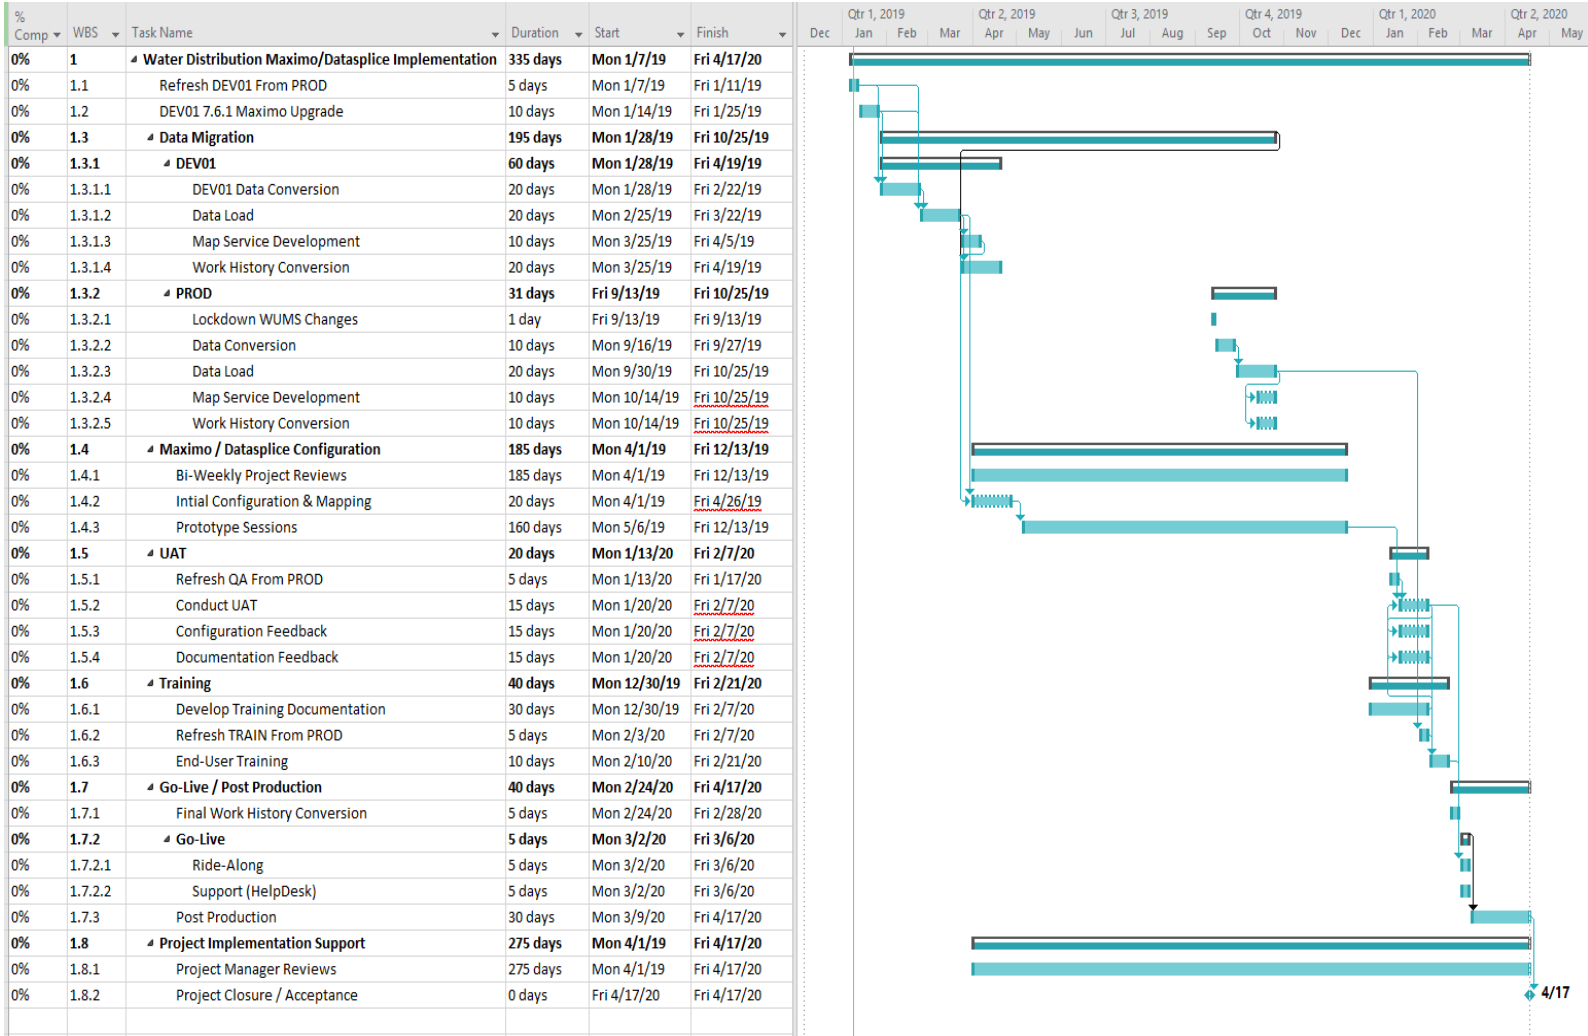 % Comp WBS Task Name Duration Start Finish
Qtr 1, 2019 Qtr 2, 2019 Qtr 3, 2019 Qtr 4, 2019 Qtr 1, 2020 Qtr 2, 2020
Dec Jan Feb Mar Apr May Jun Jul Aug Sep Oct Nov Dec Jan Feb Mar Apr May
0% 1 Water Distribution Maximo/Datasplice Implementation 335 days Mon 1/7/19 Fri 4/17/20
0% 1.1 Refresh DEV01 From PROD 5 days Mon 1/7/19 Fri 1/11/19
0% 1.2 DEV01 7.6.1 Maximo Upgrade 10 days Mon 1/14/19 Fri 1/25/19
0% 1.3 Data Migration 195 days Mon 1/28/19 Fri 10/25/19
0% 1.3.1 DEV01 60 days Mon 1/28/19 Fri 4/19/19
0% 1.3.1.1 DEV01 Data Conversion 20 days Mon 1/28/19 Fri 2/22/19
0% 1.3.1.2 Data Load 20 days Mon 2/25/19 Fri 3/22/19
0% 1.3.1.3 Map Service Development 10 days Mon 3/25/19 Fri 4/5/19
0% 1.3.1.4 Work History Conversion 20 days Mon 3/25/19 Fri 4/19/19
0% 1.3.2 PROD 31 days Fri 9/13/19 Fri 10/25/19
0% 1.3.2.1 Lockdown WUMS Changes 1 day Fri 9/13/19 Fri 9/13/19
0% 1.3.2.2 Data Conversion 10 days Mon 9/16/19 Fri 9/27/19
0% 1.3.2.3 Data Load 20 days Mon 9/30/19 Fri 10/25/19
0% 1.3.2.4 Map Service Development 10 days Mon 10/14/19 Fri 10/25/19
0% 1.3.2.5 Work History Conversion 10 days Mon 10/14/19 Fri 10/25/19
0% 1.4 Maximo / Datasplice Configuration 185 days Mon 4/1/19 Fri 12/13/19
0% 1.4.1 Bi-Weekly Project Reviews 185 days Mon 4/1/19 Fri 12/13/19
0% 1.4.2 Intial Configuration & Mapping 20 days Mon 4/1/19 Fri 4/26/19
0% 1.4.3 Prototype Sessions 160 days Mon 5/6/19 Fri 12/13/19
0% 1.5 UAT 20 days Mon 1/13/20 Fri 2/7/20
0% 1.5.1 Refresh QA From PROD 5 days Mon 1/13/20 Fri 1/17/20
0% 1.5.2 Conduct UAT 15 days Mon 1/20/20 Fri 2/7/20
0% 1.5.3 Configuration Feedback 15 days Mon 1/20/20 Fri 2/7/20
0% 1.5.4 Documentation Feedback 15 days Mon 1/20/20 Fri 2/7/20
0% 1.6 Training 40 days Mon 12/30/19 Fri 2/21/20
0% 1.6.1 Develop Training Documentation 30 days Mon 12/30/19 Fri 2/7/20
0% 1.6.2 Refresh TRAIN From PROD 5 days Mon 2/3/20 Fri 2/7/20
0% 1.6.3 End-User Training 10 days Mon 2/10/20 Fri 2/21/20
0% 1.7 Go-Live / Post Production 40 days Mon 2/24/20 Fri 4/17/20
0% 1.7.1 Final Work History Conversion 5 days Mon 2/24/20 Fri 2/28/20
0% 1.7.2 Go-Live 5 days Mon 3/2/20 Fri 3/6/20
0% 1.7.2.1 Ride-Along 5 days Mon 3/2/20 Fri 3/6/20
0% 1.7.2.2 Support (HelpDesk) 5 days Mon 3/2/20 Fri 3/6/20
0% 1.7.3 Post Production 30 days Mon 3/9/20 Fri 4/17/20
0% 1.8 Project Implementation Support 275 days Mon 4/1/19 Fri 4/17/20
0% 1.8.1 Project Manager Reviews 275 days Mon 4/1/19 Fri 4/17/20
0% 1.8.2 Project Closure / Acceptance 0 days Fri 4/17/20 Fri 4/17/20 4/17